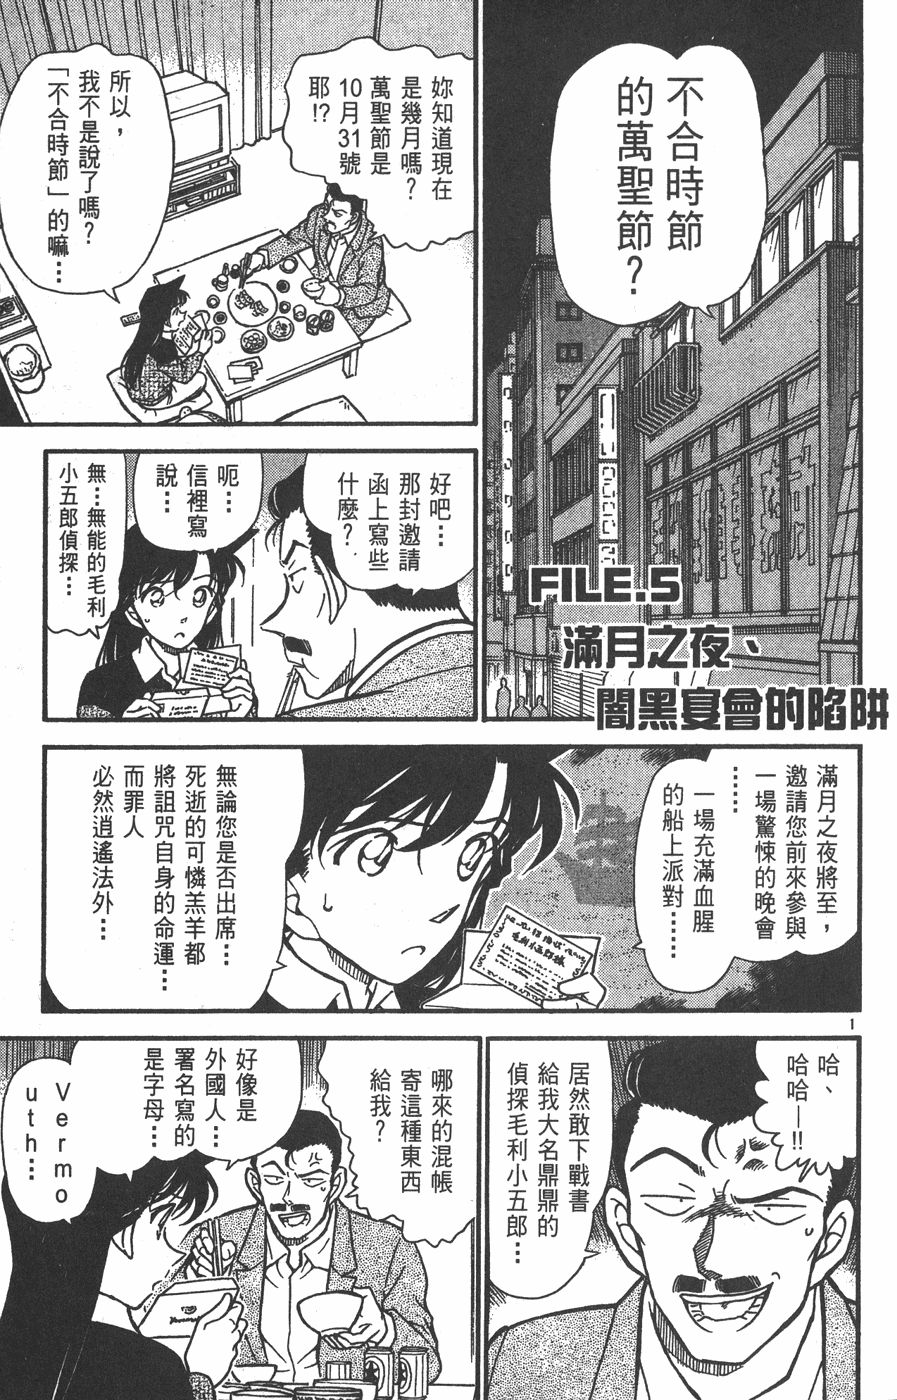 不合時節
的萬聖節？
FILE.5
滿月之夜、
闇黑宴會的陷阱
妳知道現在
是幾月嗎？
萬聖節是
10月31號
耶!?
所以，
我不是說了嗎？
「不合時節」的嘛…
好吧…
那封邀請
函上寫些
什麼？
呃…
信裡寫
說…
無…無能的毛利
小五郎偵探…
滿月之夜將至，
邀請您前來參與
一場驚悚的晚會
……
一場充滿血腥
的船上派對……
無論您是否出席…
死逝的可憐羔羊都
將詛咒自身的命運…
而罪人
必然逍遙法外…
1
哈、
哈哈—!!
居然敢下戰書
給我大名鼎鼎的
偵探毛利小五郎…
哪來的混帳
寄這種東西
給我？
好像是
外國人…
署名寫的
是字母…
Vermo
uth…